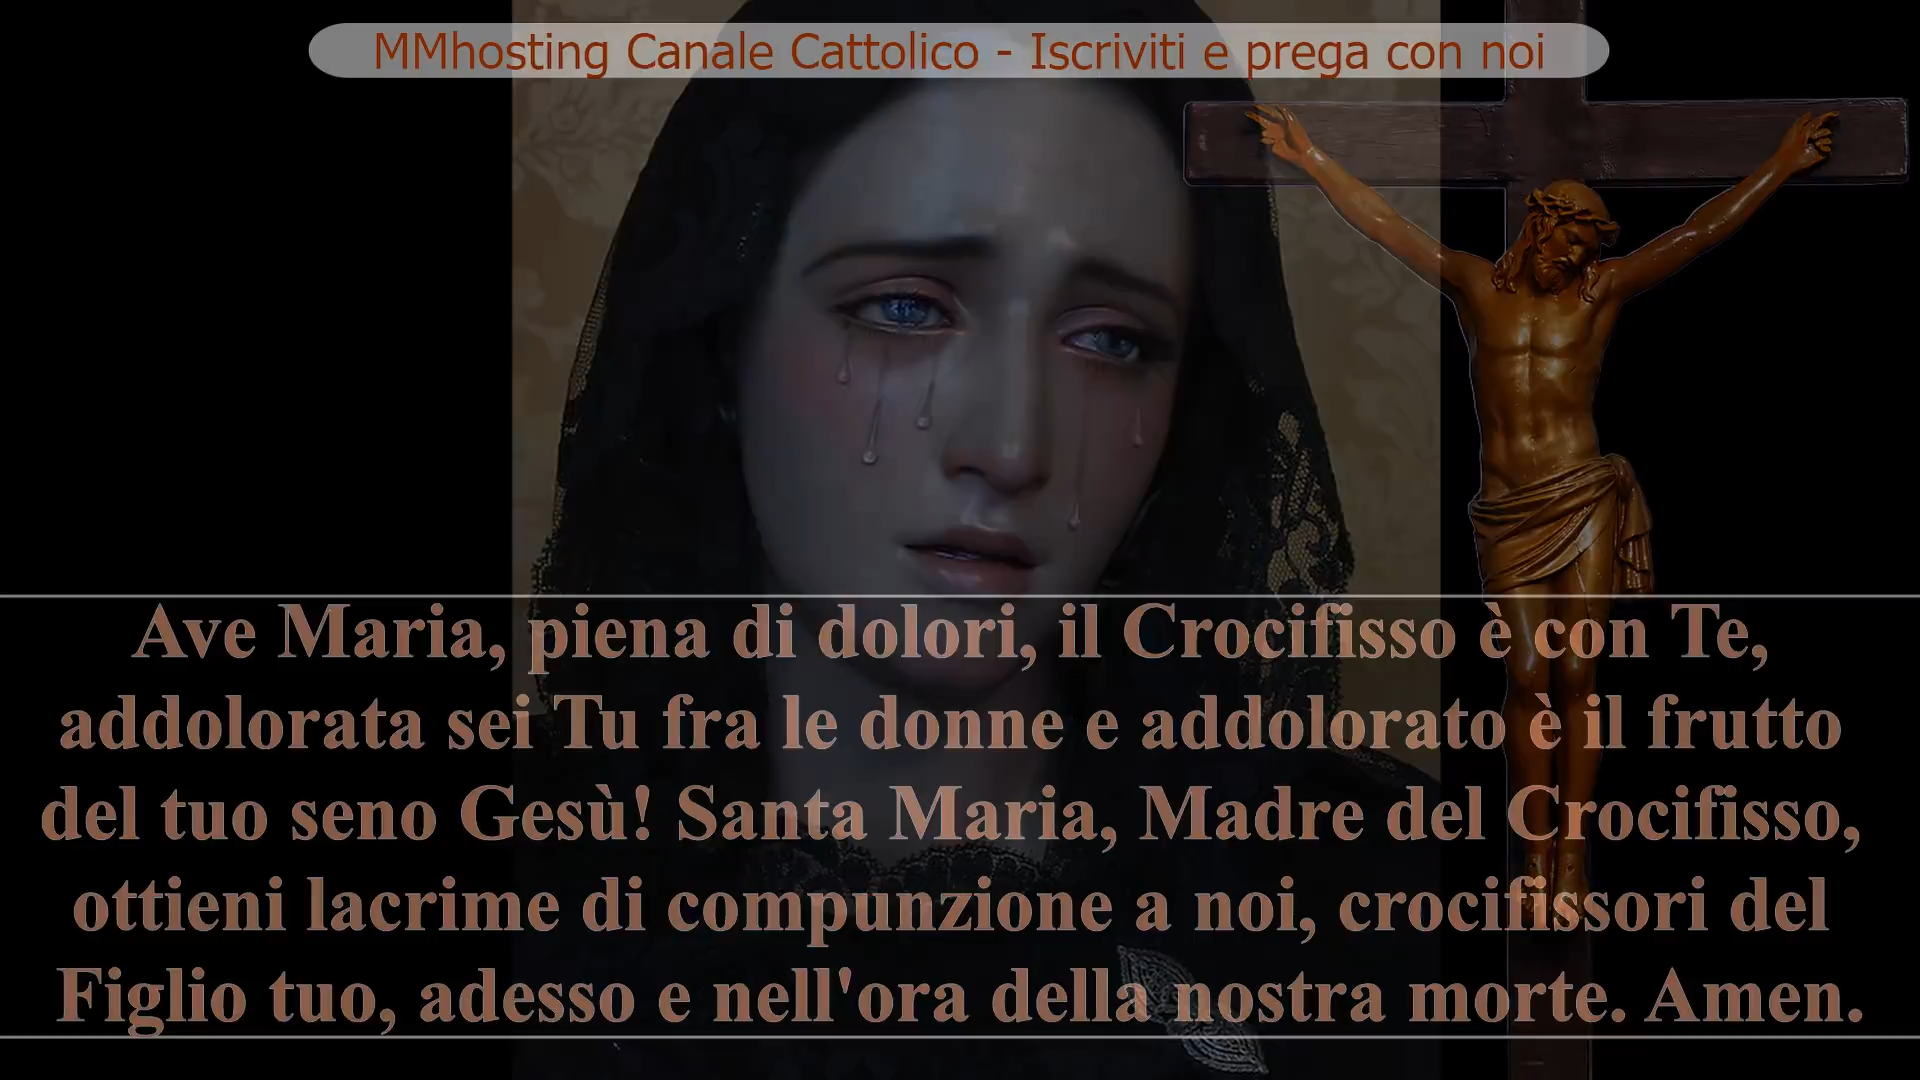 MMhosting Canale Cattolico - Iscriviti e prega con noi
Ave Maria, piena di dolori, il Crocifisso è con Te,
addolorata sei Tu fra le donne e addolorato è il frutto
del tuo seno Gesù! Santa Maria, Madre del Crocifisso,
ottieni lacrime di compunzione a noi, crocifissori del
Figlio tuo, adesso e nell'ora della nostra morte. Amen.